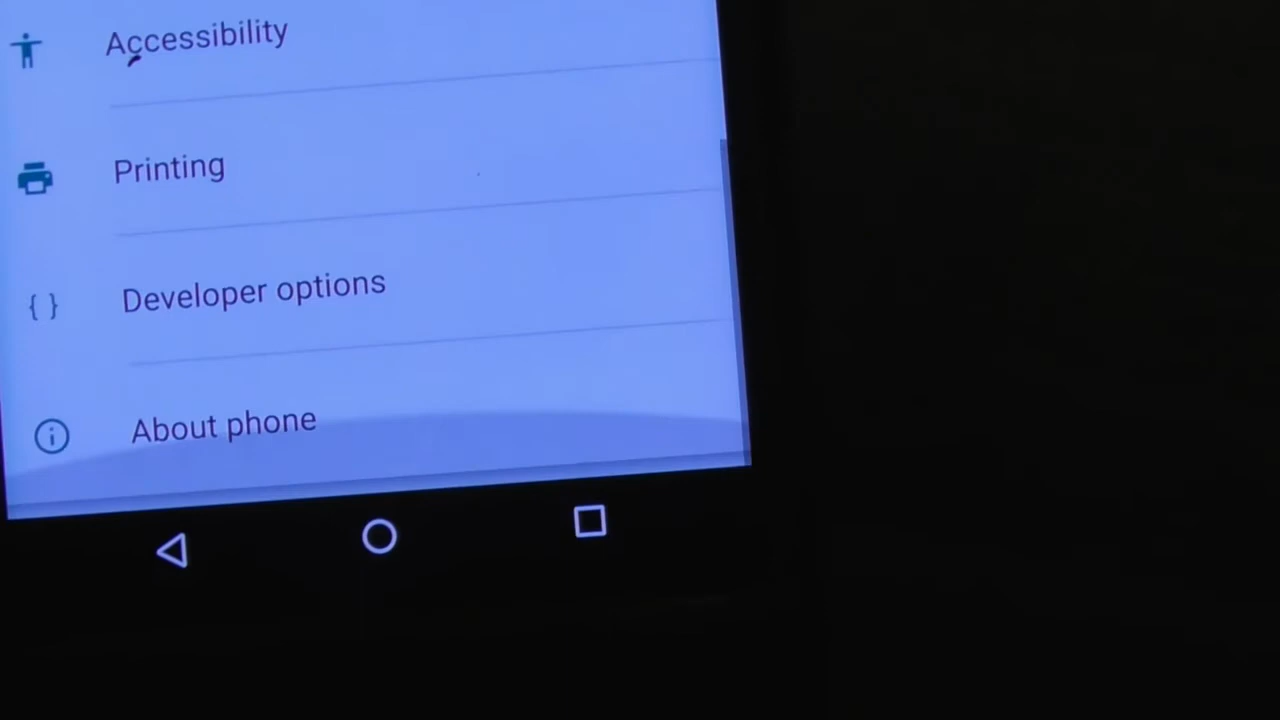 Accessibility
Printing
{ } Developer options
About phone